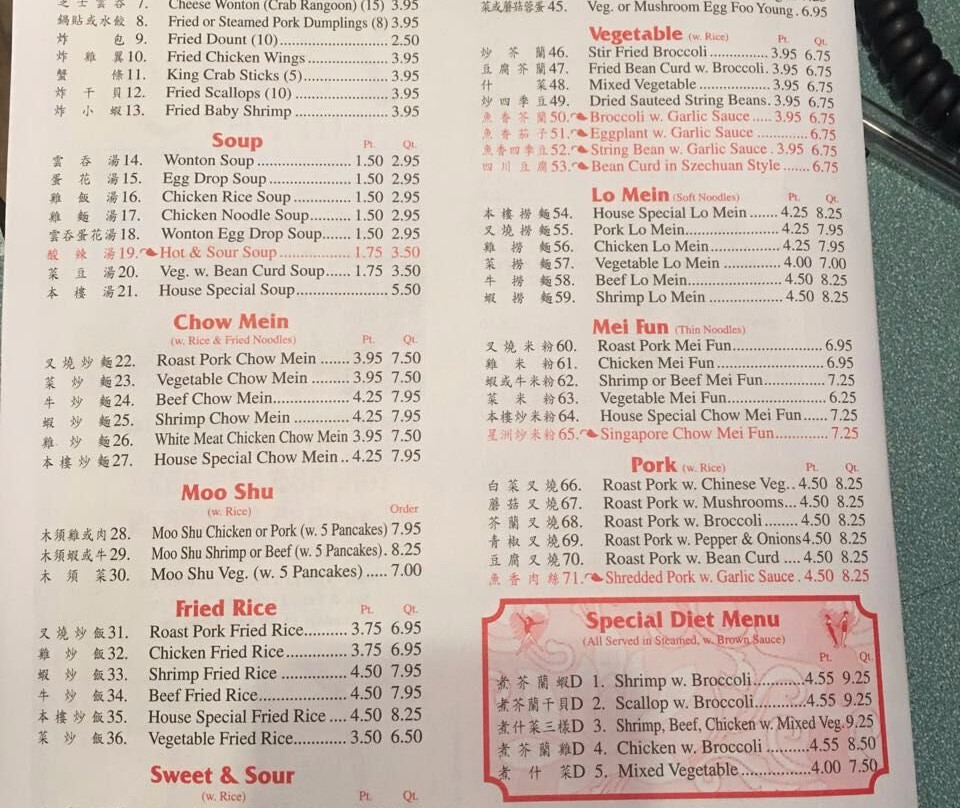 芝士雲吞 7. Cheese Wonton (Crab Rangoon) (15) 3.95
鍋貼或水餃 8. Fried or Steamed Pork Dumplings (8) 3.95
炸 包 9. Fried Dount (10) 2.50
炸 雞 翼 10. Fried Chicken Wings 3.95
蟹 條 11. King Crab Sticks (5) 3.95
炸 干 貝 12. Fried Scallops (10) 3.95
炸 小 蝦 13. Fried Baby Shrimp 3.95
Soup Pt. Qt.
雲 吞 湯 14. Wonton Soup 1.50 2.95
蛋 花 湯 15. Egg Drop Soup 1.50 2.95
雞 飯 湯 16. Chicken Rice Soup 1.50 2.95
雞 麵 湯 17. Chicken Noodle Soup 1.50 2.95
雲吞蛋花湯 18. Wonton Egg Drop Soup 1.50 2.95
酸 辣 湯 19. Hot & Sour Soup 1.75 3.50
菜 豆 湯 20. Veg. w. Bean Curd Soup 1.75 3.50
本 樓 湯 21. House Special Soup 5.50
Chow Mein
(w. Rice & Fried Noodles) Pt. Qt.
叉 燒 炒 麵 22. Roast Pork Chow Mein 3.95 7.50
菜 炒 麵 23. Vegetable Chow Mein 3.95 7.50
牛 炒 麵 24. Beef Chow Mein 4.25 7.95
蝦 炒 麵 25. Shrimp Chow Mein 4.25 7.95
雞 炒 麵 26. White Meat Chicken Chow Mein 3.95 7.50
本 樓 炒 麵 27. House Special Chow Mein 4.25 7.95
Moo Shu
(w. Rice) Order
木須雞或肉 28. Moo Shu Chicken or Pork (w. 5 Pancakes) 7.95
木須蝦或牛 29. Moo Shu Shrimp or Beef (w. 5 Pancakes) 8.25
木 須 菜 30. Moo Shu Veg. (w. 5 Pancakes) 7.00
Fried Rice Pt. Qt.
叉 燒 炒 飯 31. Roast Pork Fried Rice 3.75 6.95
雞 炒 飯 32. Chicken Fried Rice 3.75 6.95
蝦 炒 飯 33. Shrimp Fried Rice 4.50 7.95
牛 炒 飯 34. Beef Fried Rice 4.50 7.95
本 樓 炒 飯 35. House Special Fried Rice 4.50 8.25
菜 炒 飯 36. Vegetable Fried Rice 3.50 6.50
Sweet & Sour
(w. Rice) Pt. Qt.
菜或蘑菇蓉蛋 45. Veg. or Mushroom Egg Foo Young 6.95
Vegetable (w. Rice) Pt. Qt.
炒 芥 蘭 46. Stir Fried Broccoli 3.95 6.75
豆 腐 芥 蘭 47. Fried Bean Curd w. Broccoli 3.95 6.75
什 菜 48. Mixed Vegetable 3.95 6.75
炒 四 季 豆 49. Dried Sauteed String Beans 3.95 6.75
魚 香 芥 蘭 50. Broccoli w. Garlic Sauce 3.95 6.75
魚 香 茄 子 51. Eggplant w. Garlic Sauce 6.75
魚香四季豆 52. String Bean w. Garlic Sauce 3.95 6.75
四 川 豆 腐 53. Bean Curd in Szechuan Style 6.75
Lo Mein (Soft Noodles) Pt. Qt.
本 樓 撈 麵 54. House Special Lo Mein 4.25 8.25
叉 燒 撈 麵 55. Pork Lo Mein 4.25 7.95
雞 撈 麵 56. Chicken Lo Mein 4.25 7.95
菜 撈 麵 57. Vegetable Lo Mein 4.00 7.00
牛 撈 麵 58. Beef Lo Mein 4.50 8.25
蝦 撈 麵 59. Shrimp Lo Mein 4.50 8.25
Mei Fun (Thin Noodles)
叉 燒 米 粉 60. Roast Pork Mei Fun 6.95
雞 米 粉 61. Chicken Mei Fun 6.95
蝦或牛米粉 62. Shrimp or Beef Mei Fun 7.25
菜 米 粉 63. Vegetable Mei Fun 6.25
本樓炒米粉 64. House Special Chow Mei Fun 7.25
星洲炒米粉 65. Singapore Chow Mei Fun 7.25
Pork (w. Rice) Pt. Qt.
白 菜 叉 燒 66. Roast Pork w. Chinese Veg. 4.50 8.25
蘑 菇 叉 燒 67. Roast Pork w. Mushrooms 4.50 8.25
芥 蘭 叉 燒 68. Roast Pork w. Broccoli 4.50 8.25
青 椒 叉 燒 69. Roast Pork w. Pepper & Onions 4.50 8.25
豆 腐 叉 燒 70. Roast Pork w. Bean Curd 4.50 8.25
魚 香 肉 絲 71. Shredded Pork w. Garlic Sauce 4.50 8.25
Special Diet Menu
(All Served in Steamed, w. Brown Sauce)
Pt. Qt.
煮 芥 蘭 蝦 D 1. Shrimp w. Broccoli 4.55 9.25
煮芥蘭干貝 D 2. Scallop w. Broccoli 4.55 9.25
煮什菜三樣 D 3. Shrimp, Beef, Chicken w. Mixed Veg. 9.25
煮 芥 蘭 雞 D 4. Chicken w. Broccoli 4.55 8.50
煮 什 菜 D 5. Mixed Vegetable 4.00 7.50